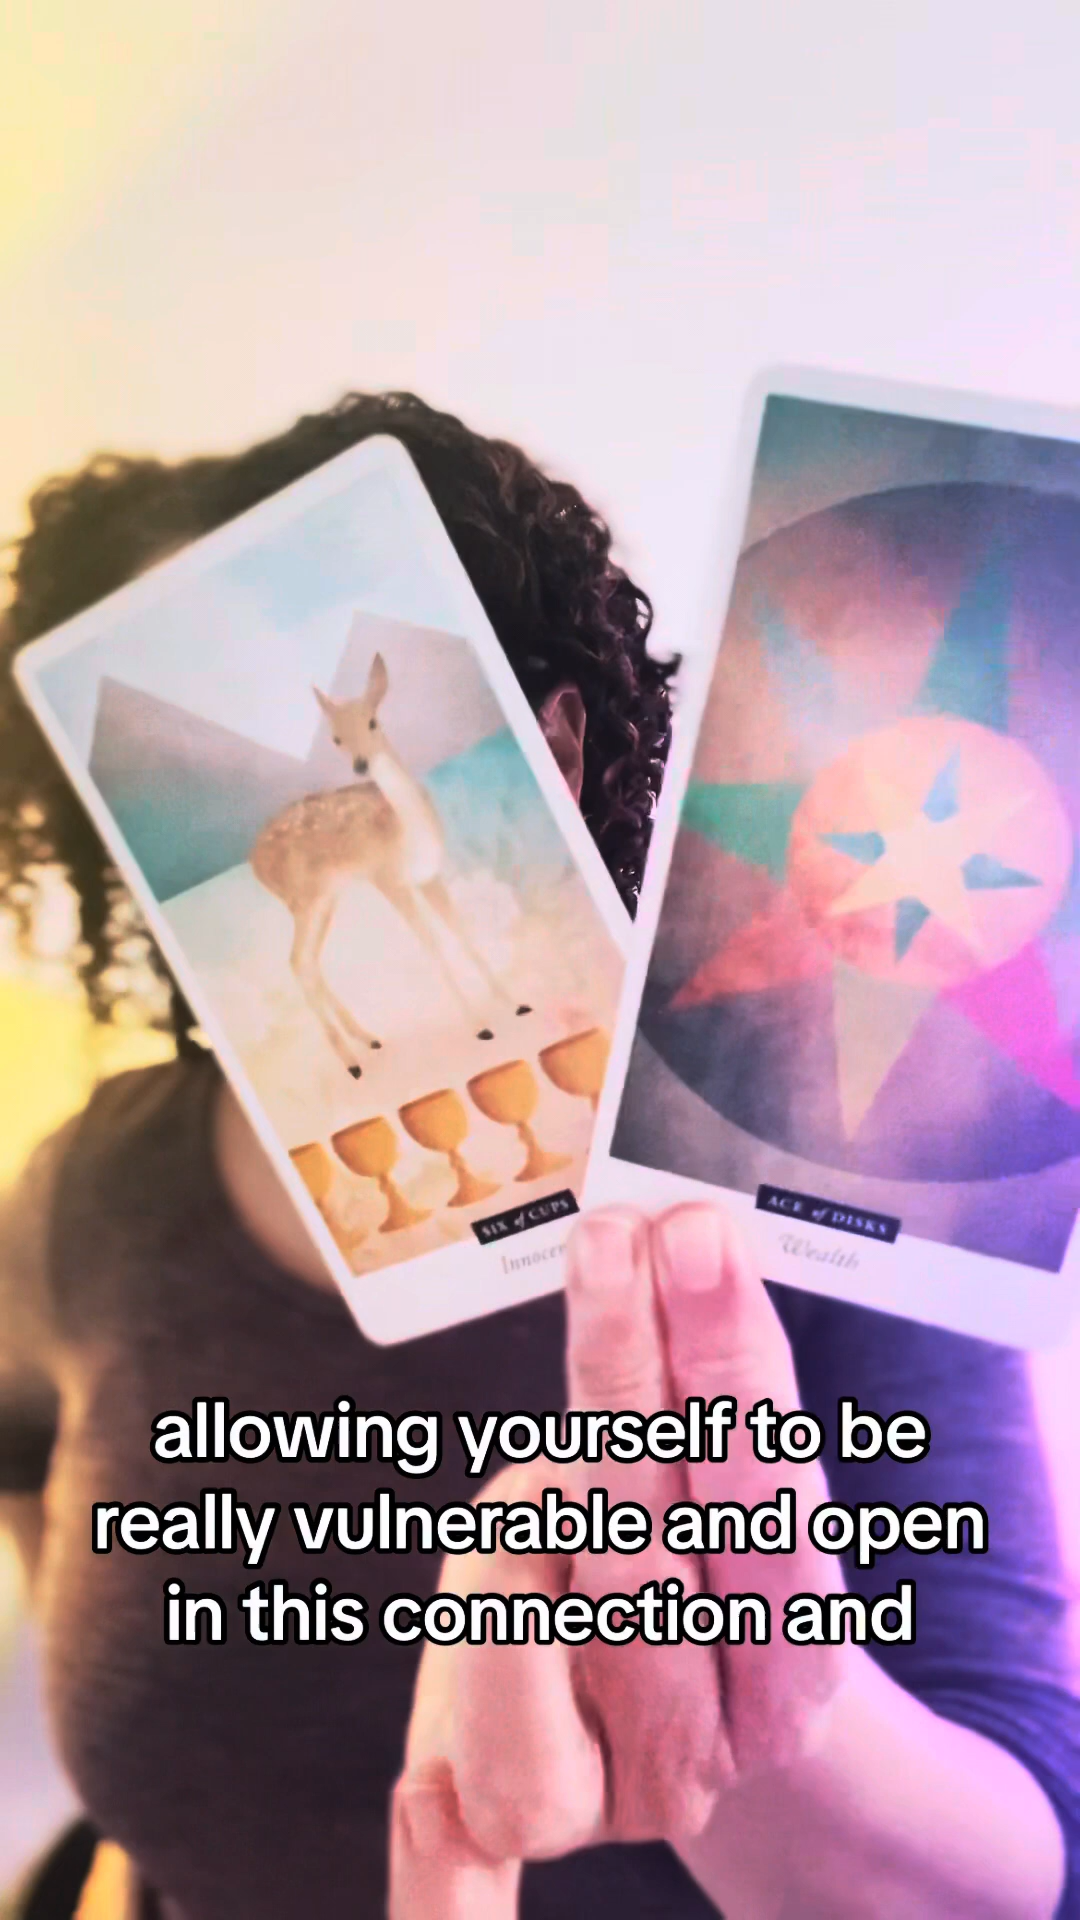 SIX of CUPS
ACE of DISKS
Wealth
allowing yourself to be
really vulnerable and open
in this connection and